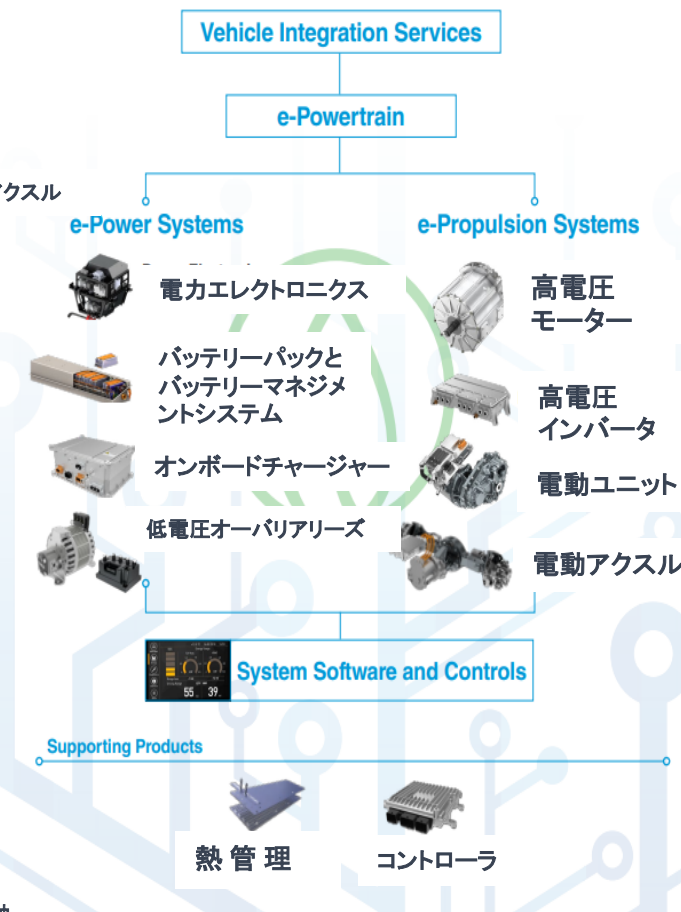 Vehicle Integration Services
e-Powertrain
アクスル
e-Power Systems
e-Propulsion Systems
電力エレクトロニクス
高電圧
モーター
バッテリーパックと
バッテリーマネジメ
ントシステム
高電圧
インバータ
オンボードチャージャー
電動ユニット
低電圧オーバリアリーズ
電動アクスル
System Software and Controls
55
39
Supporting Products
熱 管 理
コントローラ